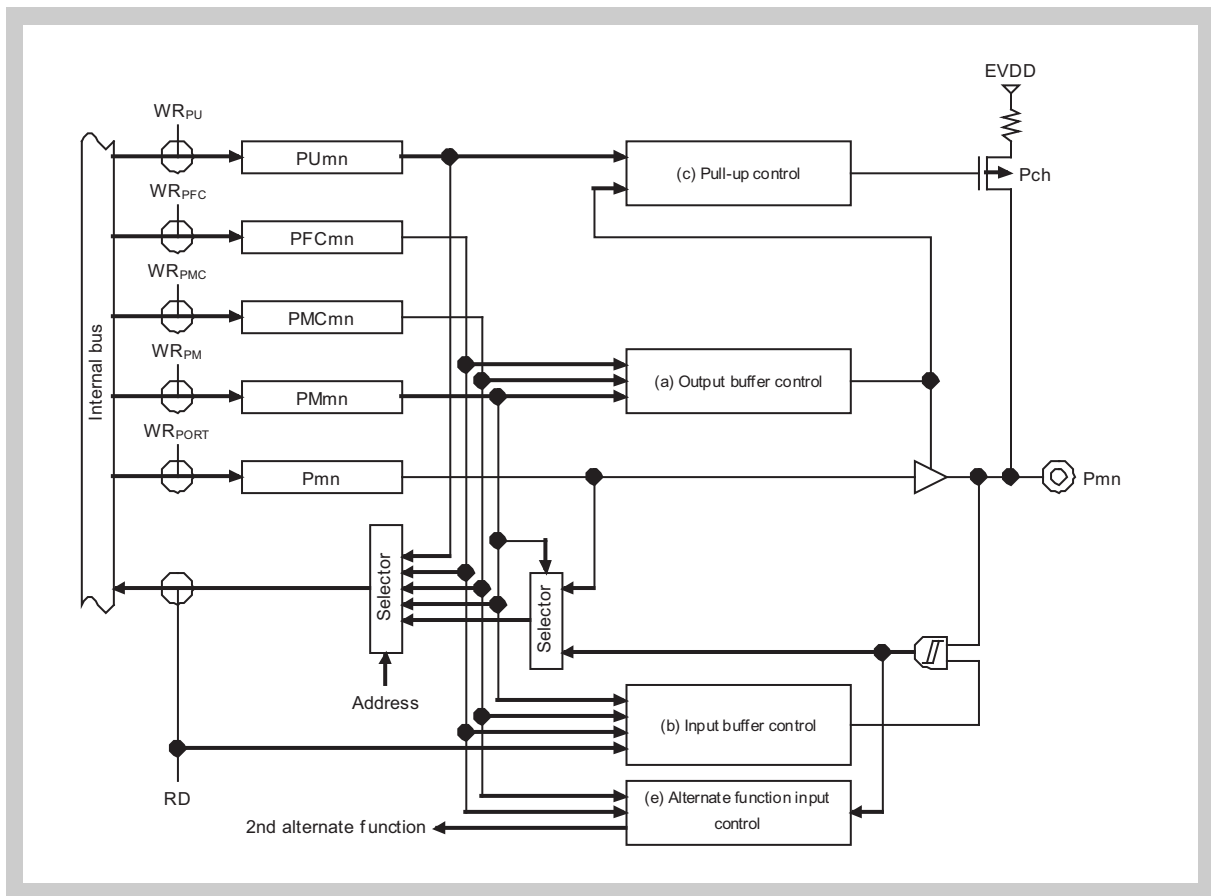 EVDD
WRPU
PUmn
(c) Pull-up control
Pch
WRPFC
PFCmn
WRPMC
PMCmn
Internal bus
WRPM
PMmn
(a) Output buffer control
WRPORT
Pmn
Pmn
Selector
Selector
Address
(b) Input buffer control
RD
(e) Alternate function input
control
2nd alternate function